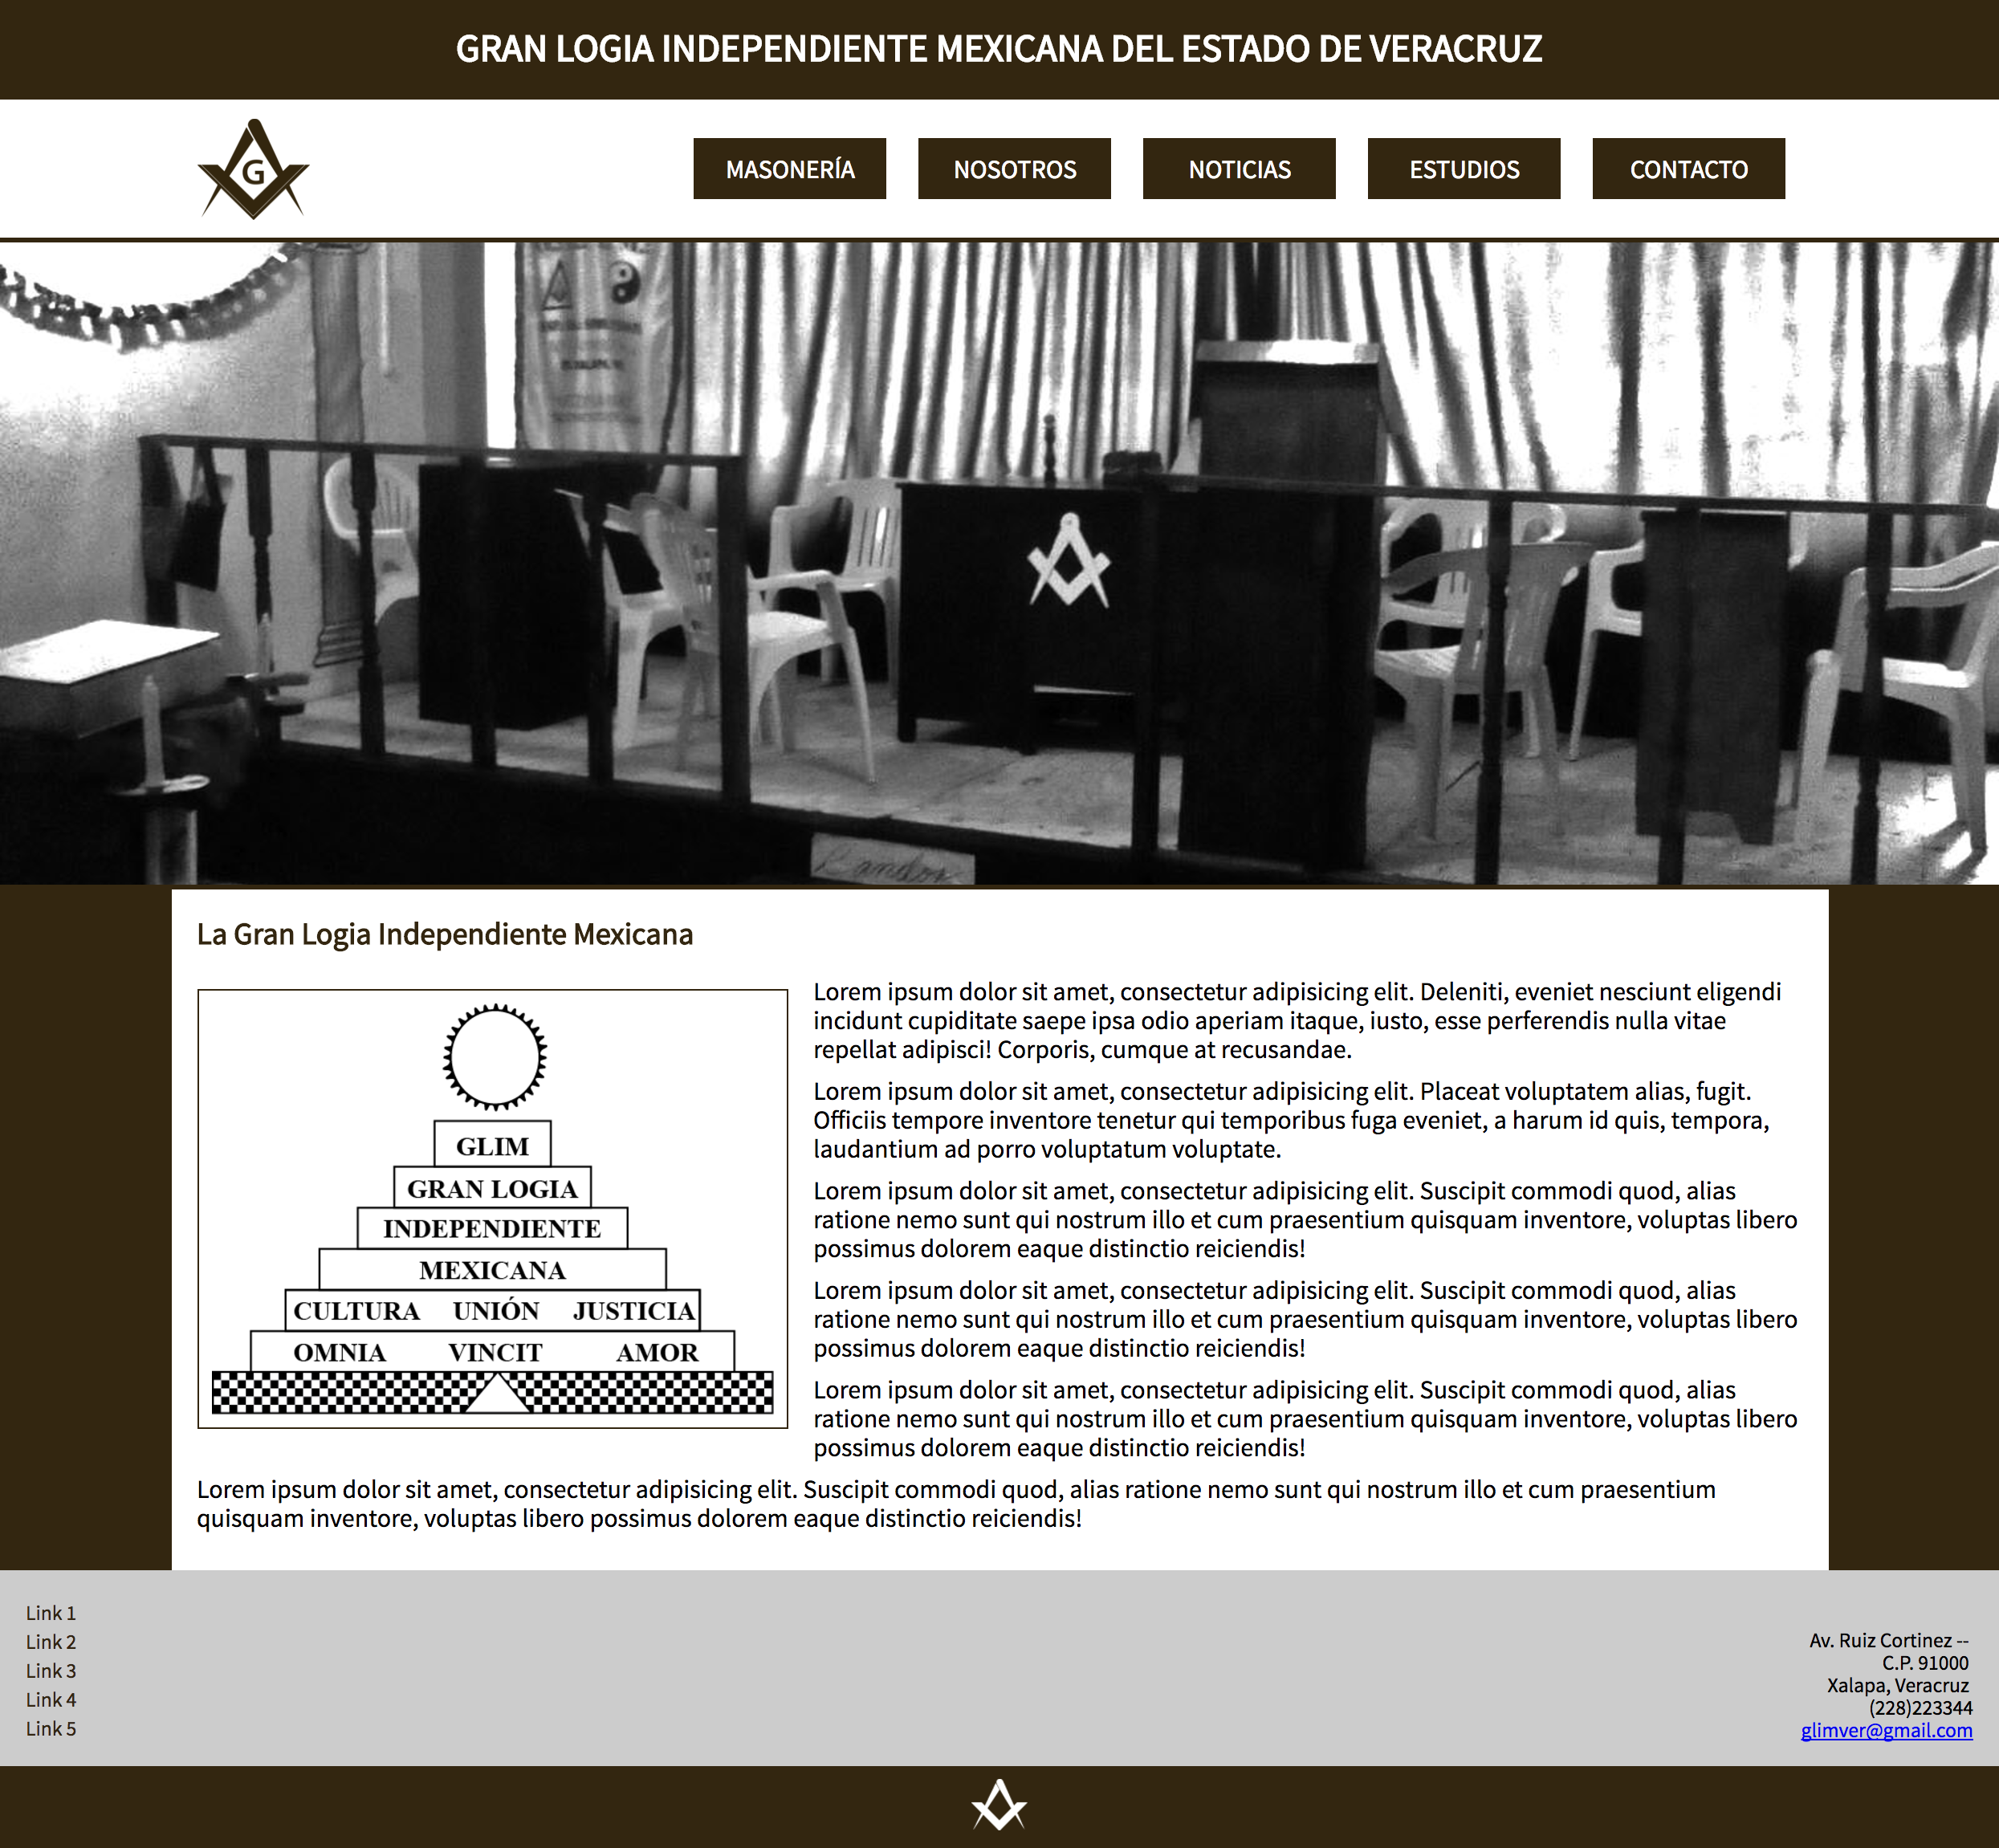 GRAN LOGIA INDEPENDIENTE MEXICANA DEL ESTADO DE VERACRUZ
G
MASONERÍA
NOSOTROS
NOTICIAS
ESTUDIOS
CONTACTO
La Gran Logia Independiente Mexicana
GLIM
GRAN LOGIA
INDEPENDIENTE
MEXICANA
CULTURA UNIÓN JUSTICIA
OMNIA VINCIT AMOR
Lorem ipsum dolor sit amet, consectetur adipisicing elit. Deleniti, eveniet nesciunt eligendi
incidunt cupiditate saepe ipsa odio aperiam itaque, iusto, esse perferendis nulla vitae
repellat adipisci! Corporis, cumque at recusandae.
Lorem ipsum dolor sit amet, consectetur adipisicing elit. Placeat voluptatem alias, fugit.
Officiis tempore inventore tenetur qui temporibus fuga eveniet, a harum id quis, tempora,
laudantium ad porro voluptatum voluptate.
Lorem ipsum dolor sit amet, consectetur adipisicing elit. Suscipit commodi quod, alias
ratione nemo sunt qui nostrum illo et cum praesentium quisquam inventore, voluptas libero
possimus dolorem eaque distinctio reiciendis!
Lorem ipsum dolor sit amet, consectetur adipisicing elit. Suscipit commodi quod, alias
ratione nemo sunt qui nostrum illo et cum praesentium quisquam inventore, voluptas libero
possimus dolorem eaque distinctio reiciendis!
Lorem ipsum dolor sit amet, consectetur adipisicing elit. Suscipit commodi quod, alias
ratione nemo sunt qui nostrum illo et cum praesentium quisquam inventore, voluptas libero
possimus dolorem eaque distinctio reiciendis!
Lorem ipsum dolor sit amet, consectetur adipisicing elit. Suscipit commodi quod, alias ratione nemo sunt qui nostrum illo et cum praesentium
quisquam inventore, voluptas libero possimus dolorem eaque distinctio reiciendis!
Link 1
Link 2
Link 3
Link 4
Link 5
Av. Ruiz Cortinez --
C.P. 91000
Xalapa, Veracruz
(228)223344
glimver@gmail.com